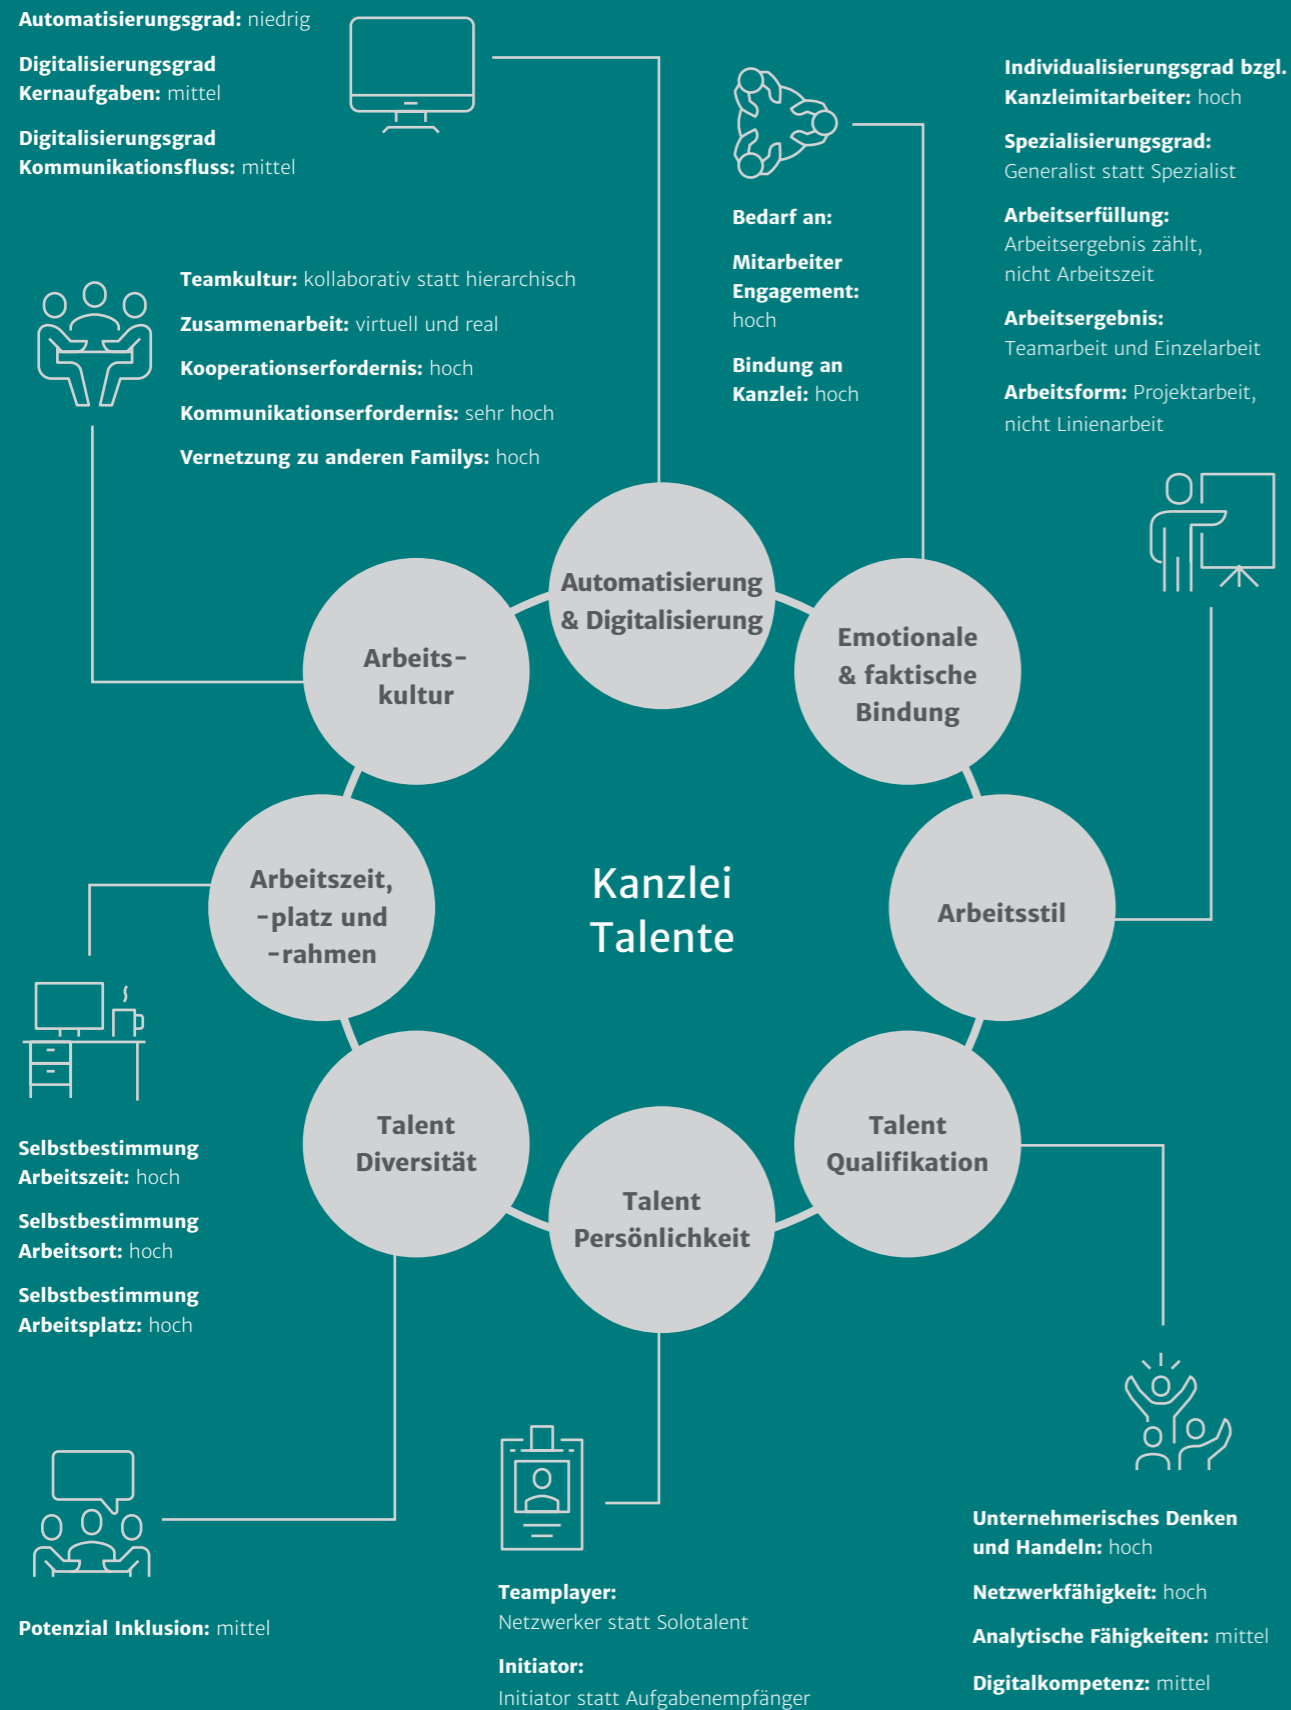 Automatisierungsgrad: niedrig
Digitalisierungsgrad
Kernaufgaben: mittel
Digitalisierungsgrad
Kommunikationsfluss: mittel
Individualisierungsgrad bzgl.
Kanzleimitarbeiter: hoch
Spezialisierungsgrad:
Generalist statt Spezialist
Arbeitserfüllung:
Arbeitsergebnis zählt,
nicht Arbeitszeit
Arbeitsergebnis:
Teamarbeit und Einzelarbeit
Arbeitsform: Projektarbeit,
nicht Linienarbeit
Bedarf an:
Mitarbeiter
Engagement:
hoch
Bindung an
Kanzlei: hoch
Teamkultur: kollaborativ statt hierarchisch
Zusammenarbeit: virtuell und real
Kooperationserfordernis: hoch
Kommunikationserfordernis: sehr hoch
Vernetzung zu anderen Familys: hoch
Automatisierung
& Digitalisierung
Emotionale
& faktische
Bindung
Arbeits-
kultur
Arbeitszeit,
-platz und
-rahmen
Kanzlei
Talente
Arbeitsstil
Talent
Diversität
Talent
Persönlichkeit
Talent
Qualifikation
Selbstbestimmung
Arbeitszeit: hoch
Selbstbestimmung
Arbeitsort: hoch
Selbstbestimmung
Arbeitsplatz: hoch
Potenzial Inklusion: mittel
Teamplayer:
Netzwerker statt Solotalent
Initiator:
Initiator statt Aufgabenempfänger
Unternehmerisches Denken
und Handeln: hoch
Netzwerkfähigkeit: hoch
Analytische Fähigkeiten: mittel
Digitalkompetenz: mittel